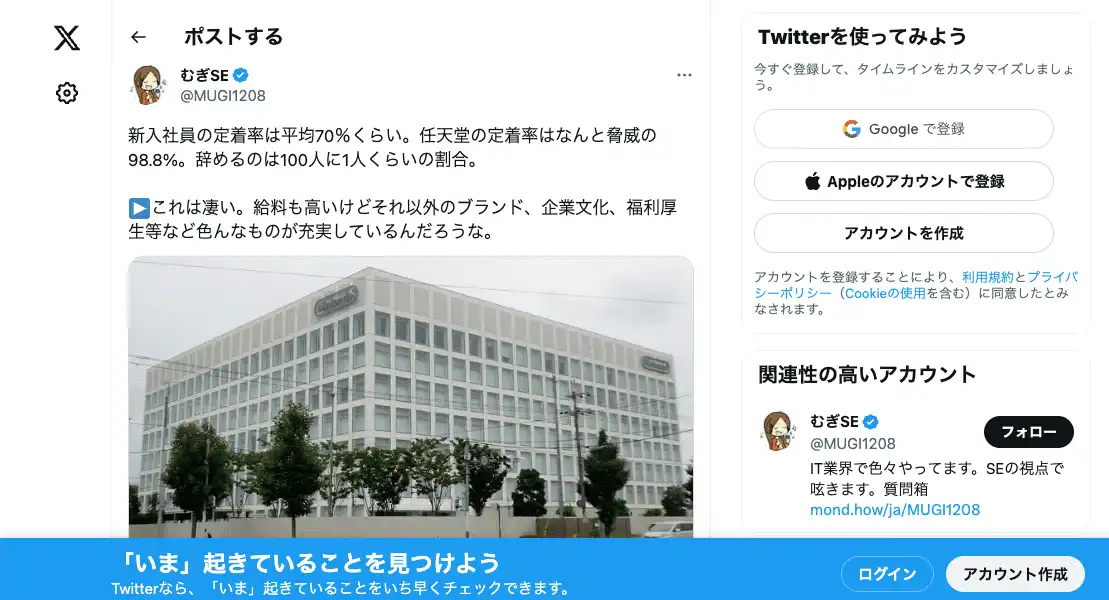 ポストする
むぎSE
@MUGI1208
新入社員の定着率は平均70%くらい。任天堂の定着率はなんと脅威の
98.8%。辞めるのは100人に1人くらいの割合。
▶これは凄い。給料も高いけどそれ以外のブランド、企業文化、福利厚
生等など色んなものが充実しているんだろうな。
Nintendo
Nintendo
Twitterを使ってみよう
今すぐ登録して、タイムラインをカスタマイズしましょ
う。
Google で登録
Appleのアカウントで登録
アカウントを作成
アカウントを登録することにより、利用規約とプライバ
シーポリシー（Cookieの使用を含む）に同意したとみ
なされます。
関連性の高いアカウント
むぎSE
@MUGI1208
フォロー
IT業界で色々やってます。SEの視点で
呟きます。質問箱
mond.how/ja/MUGI1208
「いま」起きていることを見つけよう
Twitterなら、「いま」起きていることをいち早くチェックできます。
ログイン
アカウント作成